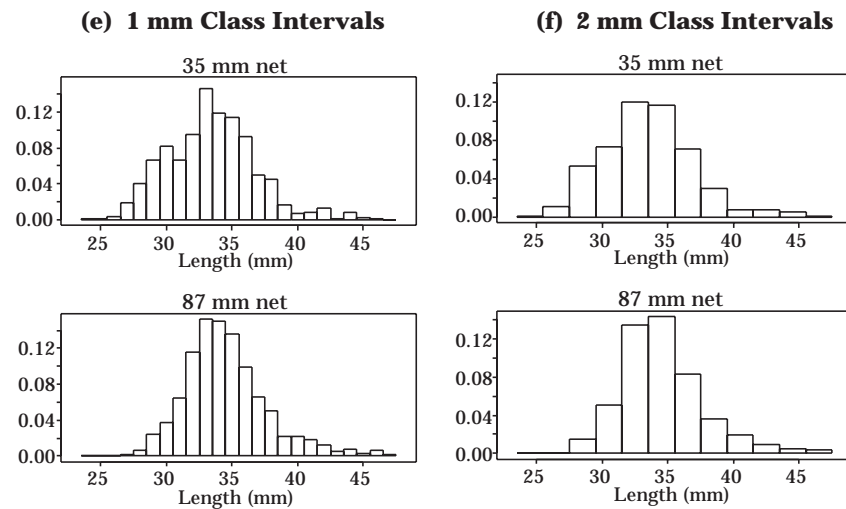 (e) 1 mm Class Intervals
35 mm net
0.12
0.08
0.04
0.00
25 30 35 40 45
Length (mm)
87 mm net
0.12
0.08
0.04
0.00
25 30 35 40 45
Length (mm)
(f) 2 mm Class Intervals
35 mm net
0.12
0.08
0.04
0.00
25 30 35 40 45
Length (mm)
87 mm net
0.12
0.08
0.04
0.00
25 30 35 40 45
Length (mm)